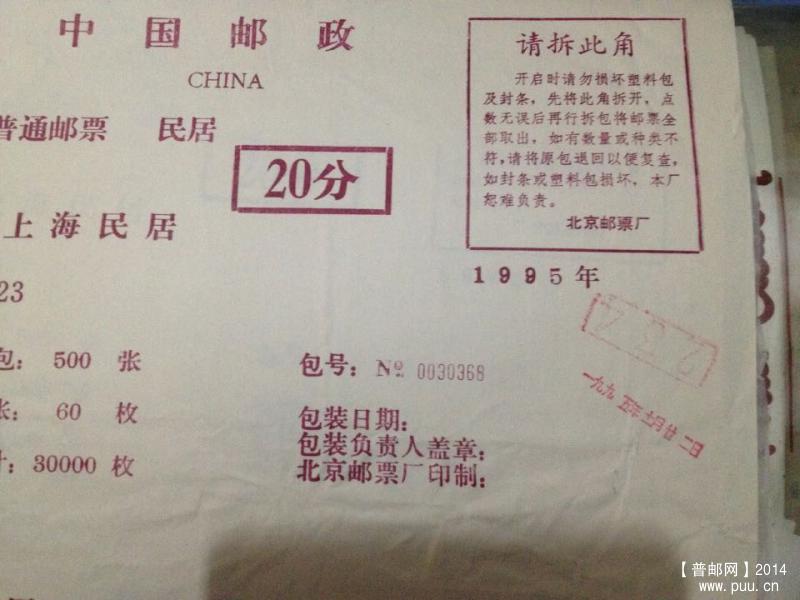 中国邮政
CHINA
普通邮票 民居
20分
上海民居
23
包: 500 张
张: 60 枚
计: 30000 枚
请拆此角
开启时请勿损坏塑料包
及封条，先将此角拆开，点
数无误后再行拆包将邮票全
部取出，如有数量或种类不
符，请将原包退回以便复查，
如封条或塑料包损坏，本厂
恕难负责。
北京邮票厂
1995年
包号: № 0030368
包装日期:
包装负责人盖章:
北京邮票厂印制:
【普邮网】2014
www.puu.cn